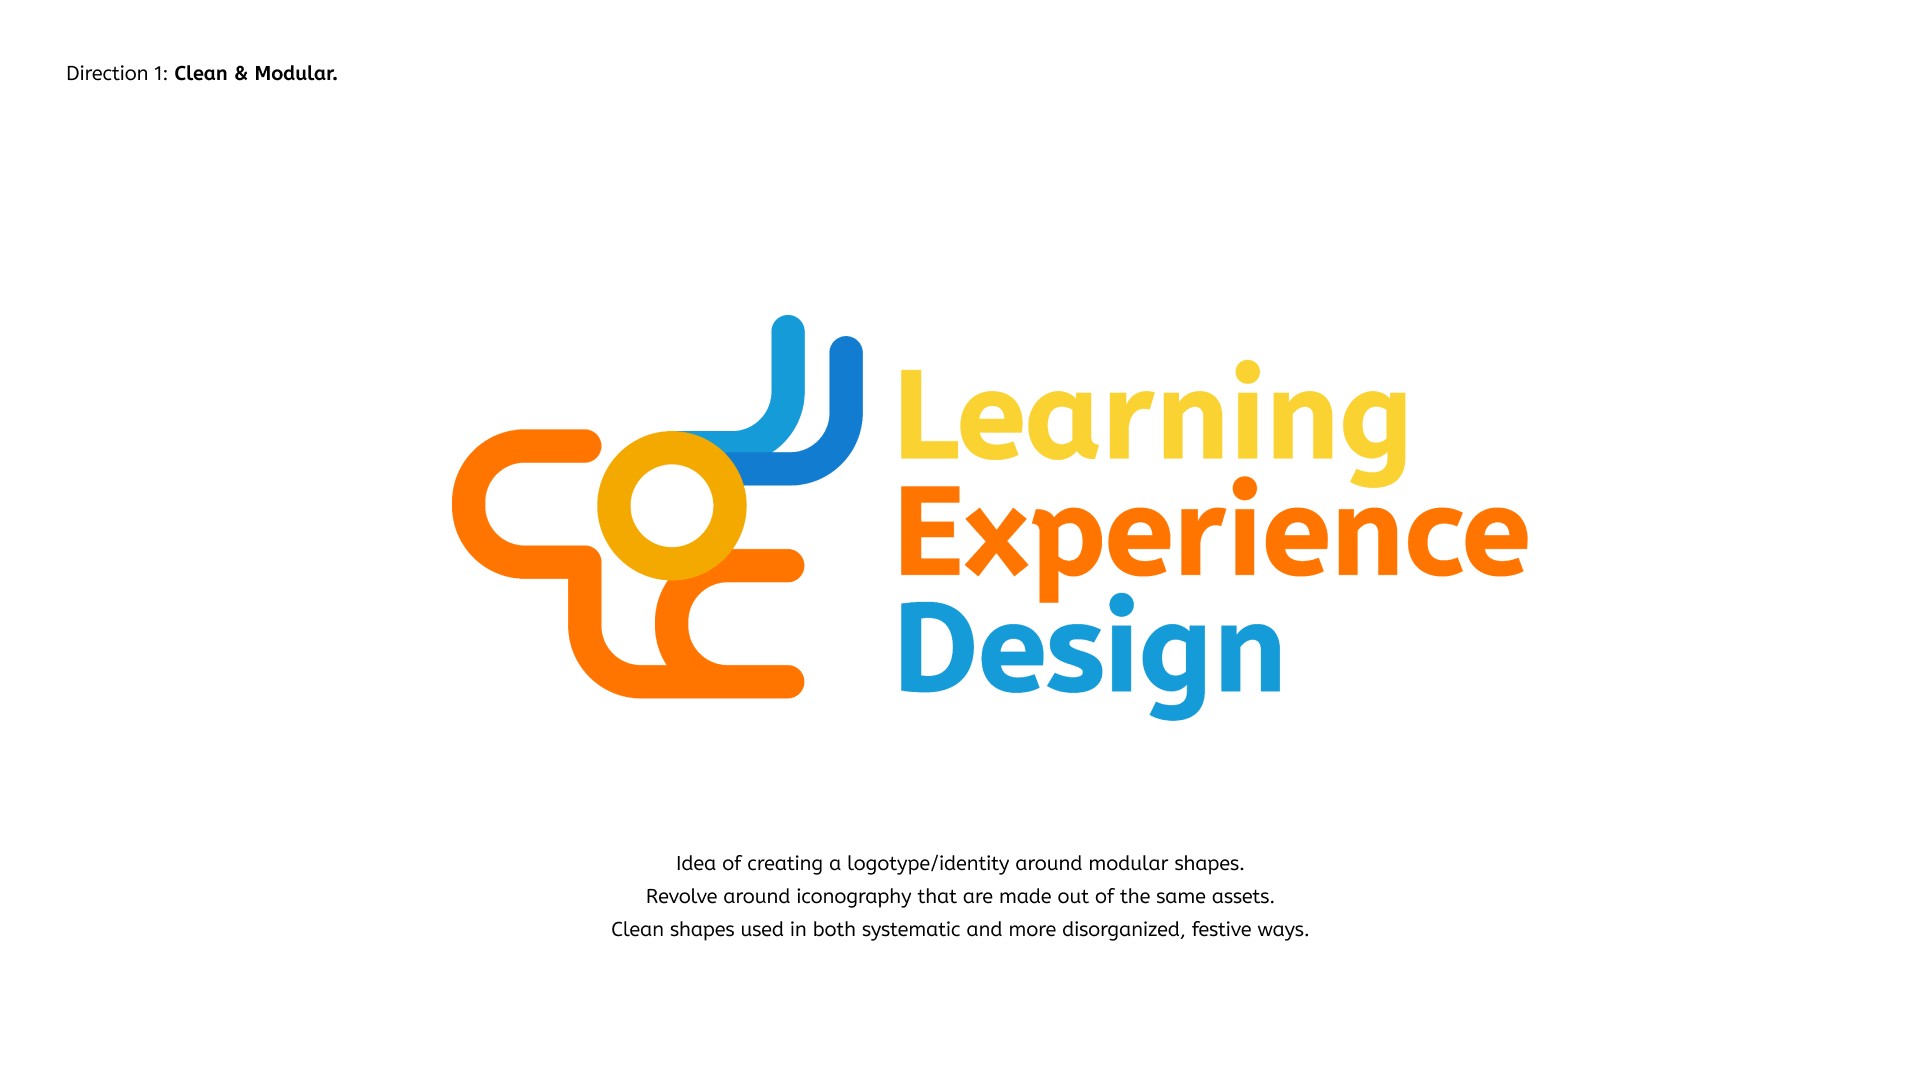 Direction 1: Clean & Modular.
Learning
Experience
Design
Idea of creating a logotype/identity around modular shapes.
Revolve around iconography that are made out of the same assets.
Clean shapes used in both systematic and more disorganized, festive ways.